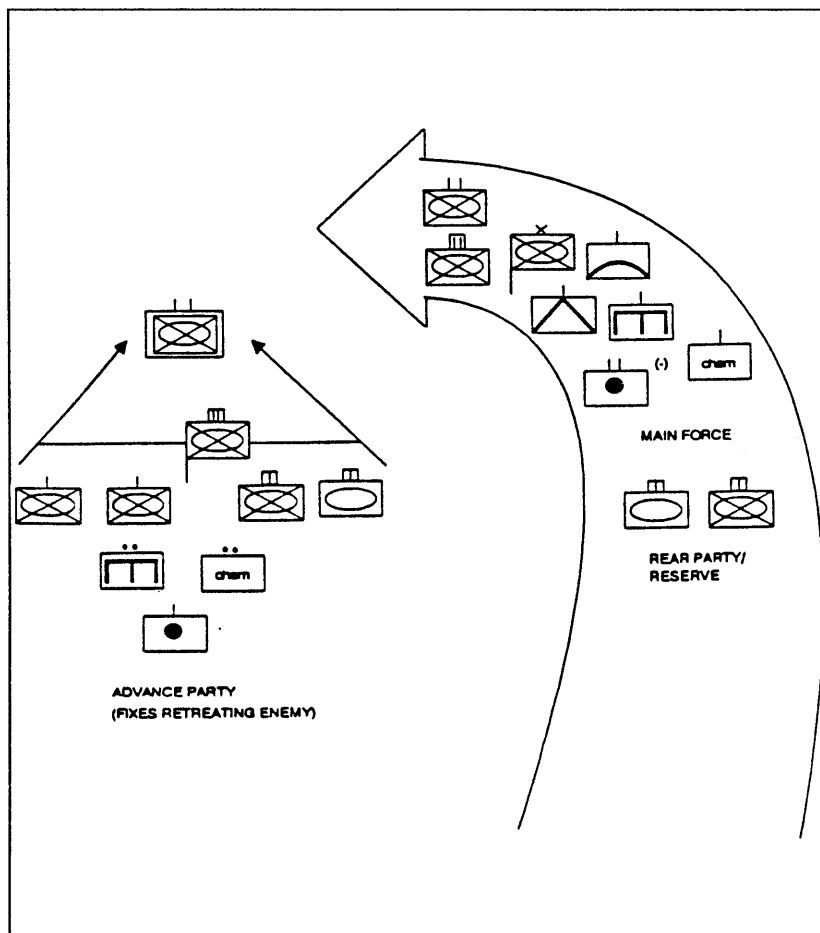 chem
(-)
MAIN FORCE
REAR PARTY/
RESERVE
chem
ADVANCE PARTY
(FIXES RETREATING ENEMY)